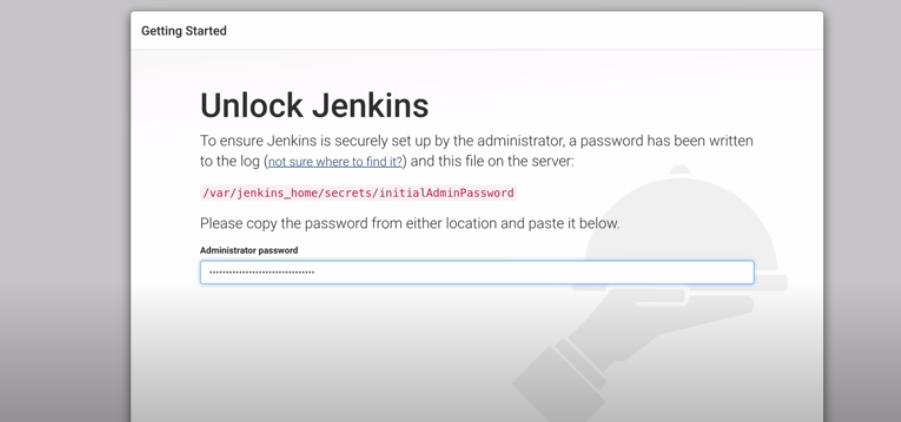 Getting Started
Unlock Jenkins
To ensure Jenkins is securely set up by the administrator, a password has been written
to the log (not sure where to find it?) and this file on the server:
/var/jenkins_home/secrets/initialAdminPassword
Please copy the password from either location and paste it below.
Administrator password
••••••••••••••••••••••••••••••••